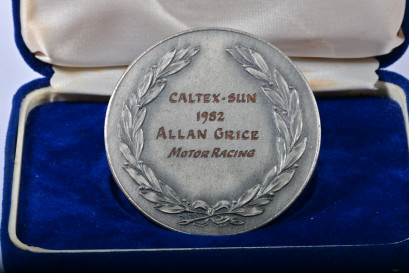 CALTEX-SUN
1982
ALLAN GRICE
MOTOR RACING